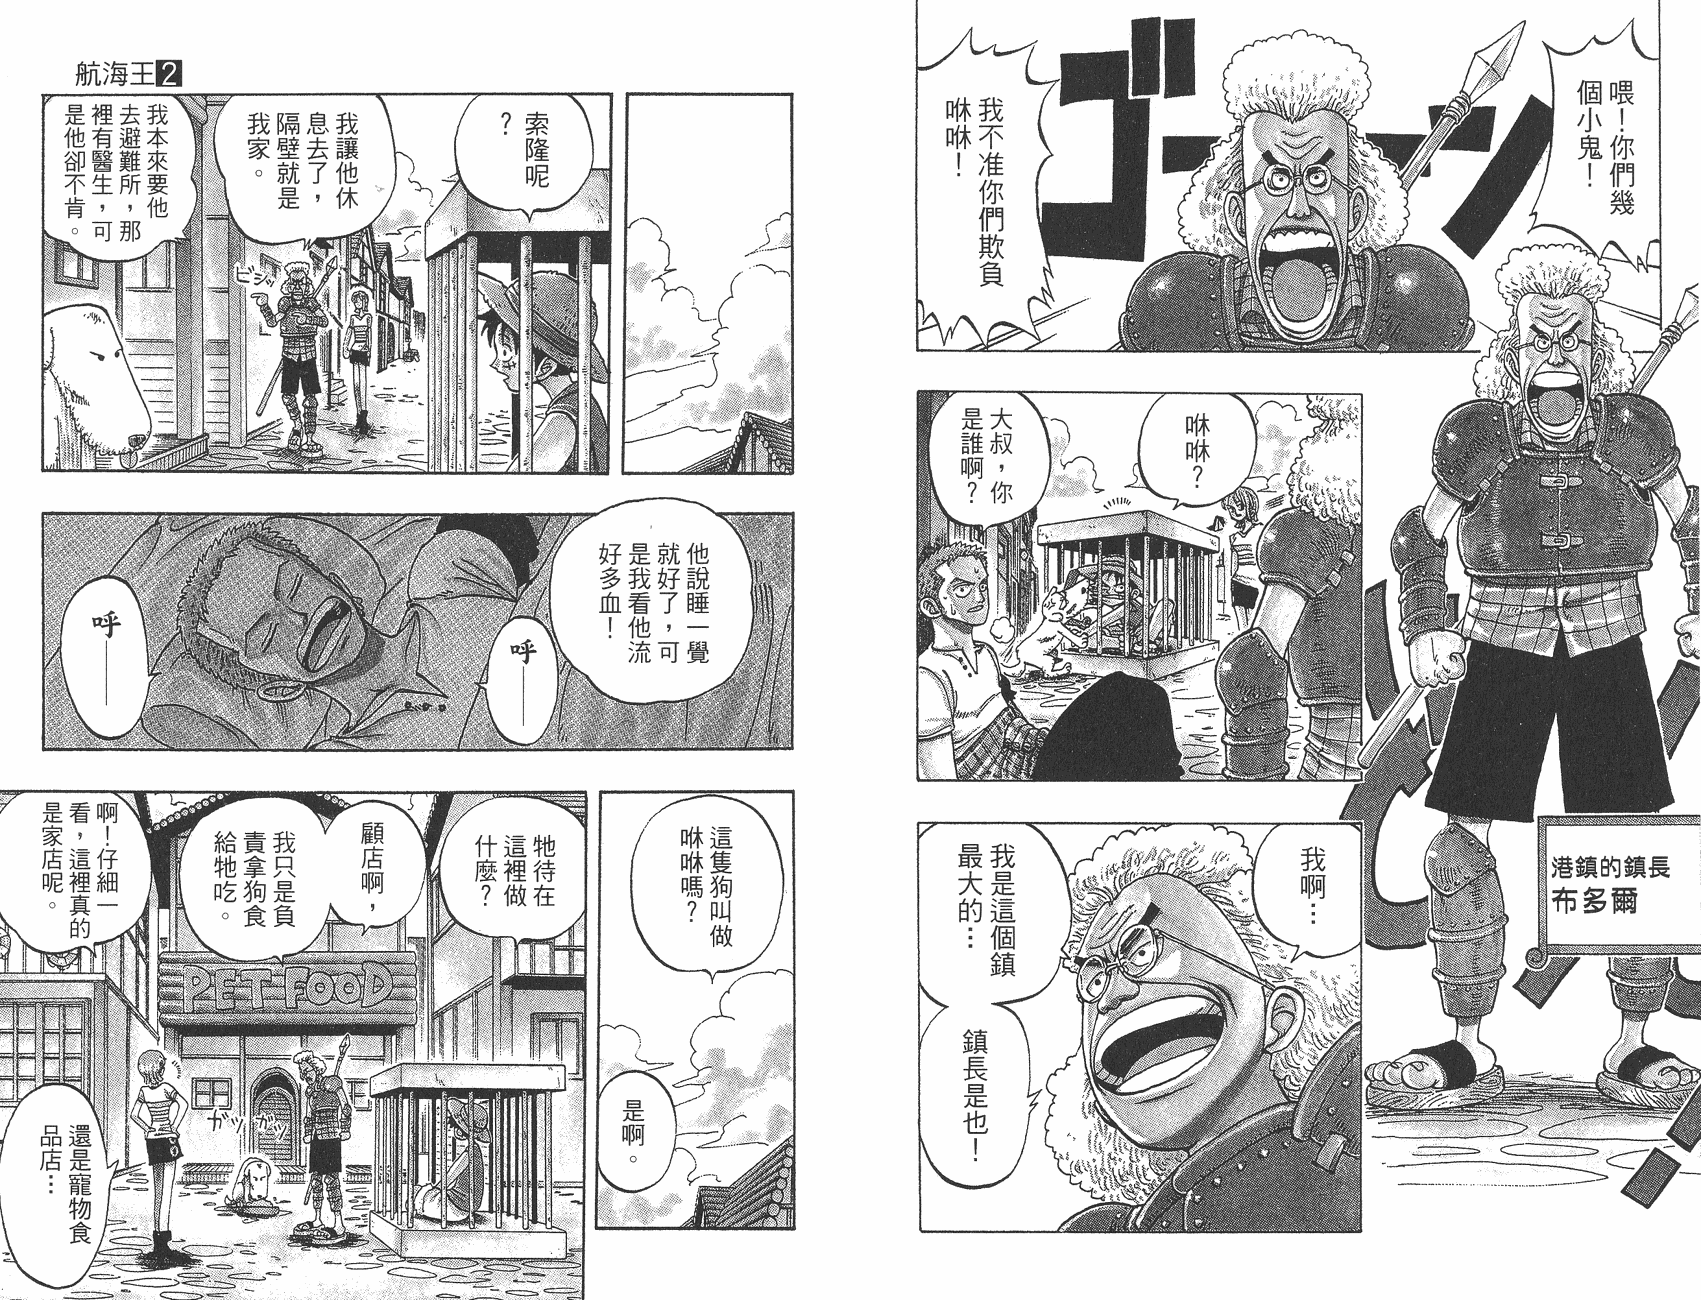 喂！你們幾
個小鬼！
我不准你們欺負
咻咻！
ゴーーン
港鎮的鎮長
布多爾
咻咻？
大叔，你
是誰啊？
我啊…
我是這個鎮
最大的…
鎮長是也！
航海王2
索隆呢
？
我讓他休
息去了，
隔壁就是
我家。
我本來要他
去避難所，那
裡有醫生，可
是他卻不肯。
ビシッ
他說睡一覺
就好了，可
是我看他流
好多血！
呼——
呼——
這隻狗叫做
咻咻嗎？
是啊。
牠待在
這裡做
什麼？
顧店啊，
我只是負
責拿狗食
給牠吃。
啊！仔細一
看，這裡真的
是家店呢。
PET FOOD
ガツガツ
還是寵物食
品店…